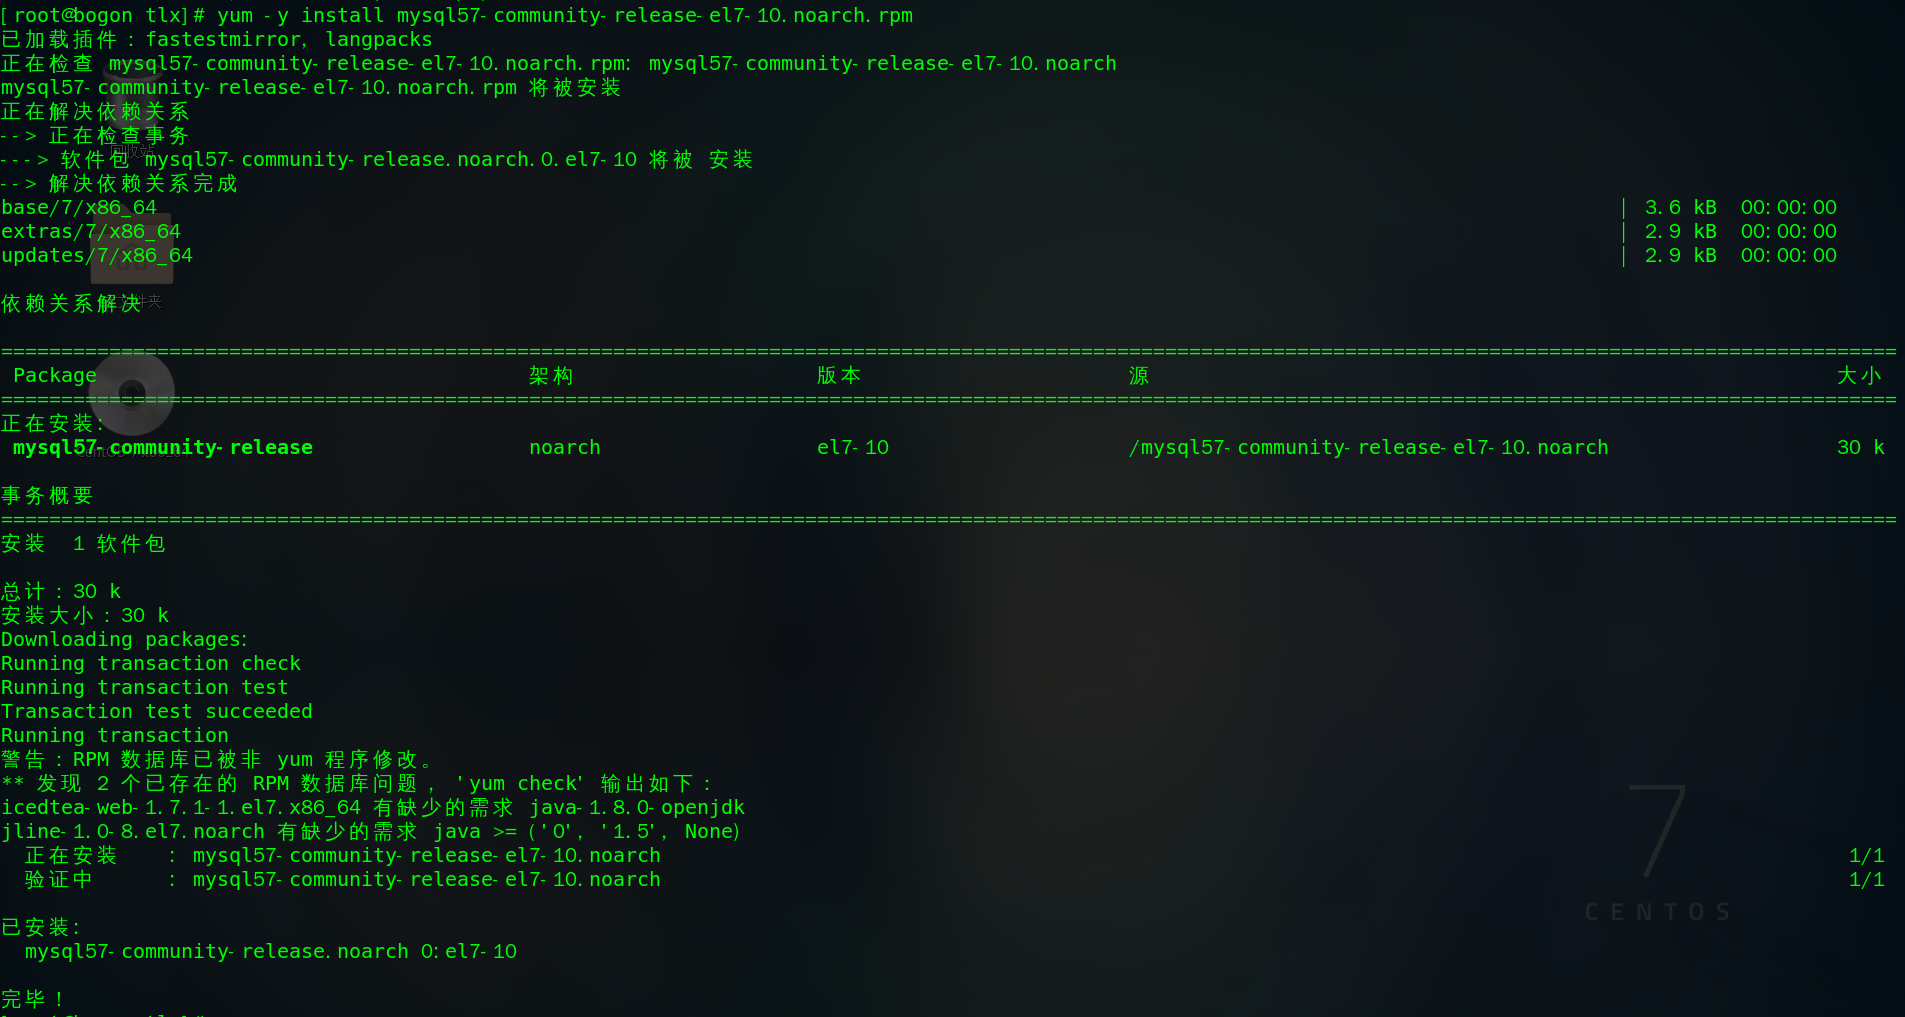 [root@bogon tlx]# yum -y install mysql57-community-release-el7-10.noarch.rpm
已加载插件：fastestmirror, langpacks
正在检查 mysql57-community-release-el7-10.noarch.rpm: mysql57-community-release-el7-10.noarch
mysql57-community-release-el7-10.noarch.rpm 将被安装
正在解决依赖关系
--> 正在检查事务
---> 软件包 mysql57-community-release.noarch.0.el7-10 将被 安装
--> 解决依赖关系完成
base/7/x86_64 | 3.6 kB 00:00:00
extras/7/x86_64 | 2.9 kB 00:00:00
updates/7/x86_64 | 2.9 kB 00:00:00
依赖关系解决
Package 架构 版本 源 大小
正在安装:
mysql57-community-release noarch el7-10 /mysql57-community-release-el7-10.noarch 30 k
事务概要
安装 1 软件包
总计：30 k
安装大小：30 k
Downloading packages:
Running transaction check
Running transaction test
Transaction test succeeded
Running transaction
警告：RPM 数据库已被非 yum 程序修改。
** 发现 2 个已存在的 RPM 数据库问题， 'yum check' 输出如下：
icedtea-web-1.7.1-1.el7.x86_64 有缺少的需求 java-1.8.0-openjdk
jline-1.0-8.el7.noarch 有缺少的需求 java >= ('0', '1.5', None)
正在安装 : mysql57-community-release-el7-10.noarch 1/1
验证中 : mysql57-community-release-el7-10.noarch 1/1
已安装:
mysql57-community-release.noarch 0:el7-10
完毕！
回收站
7
CENTOS